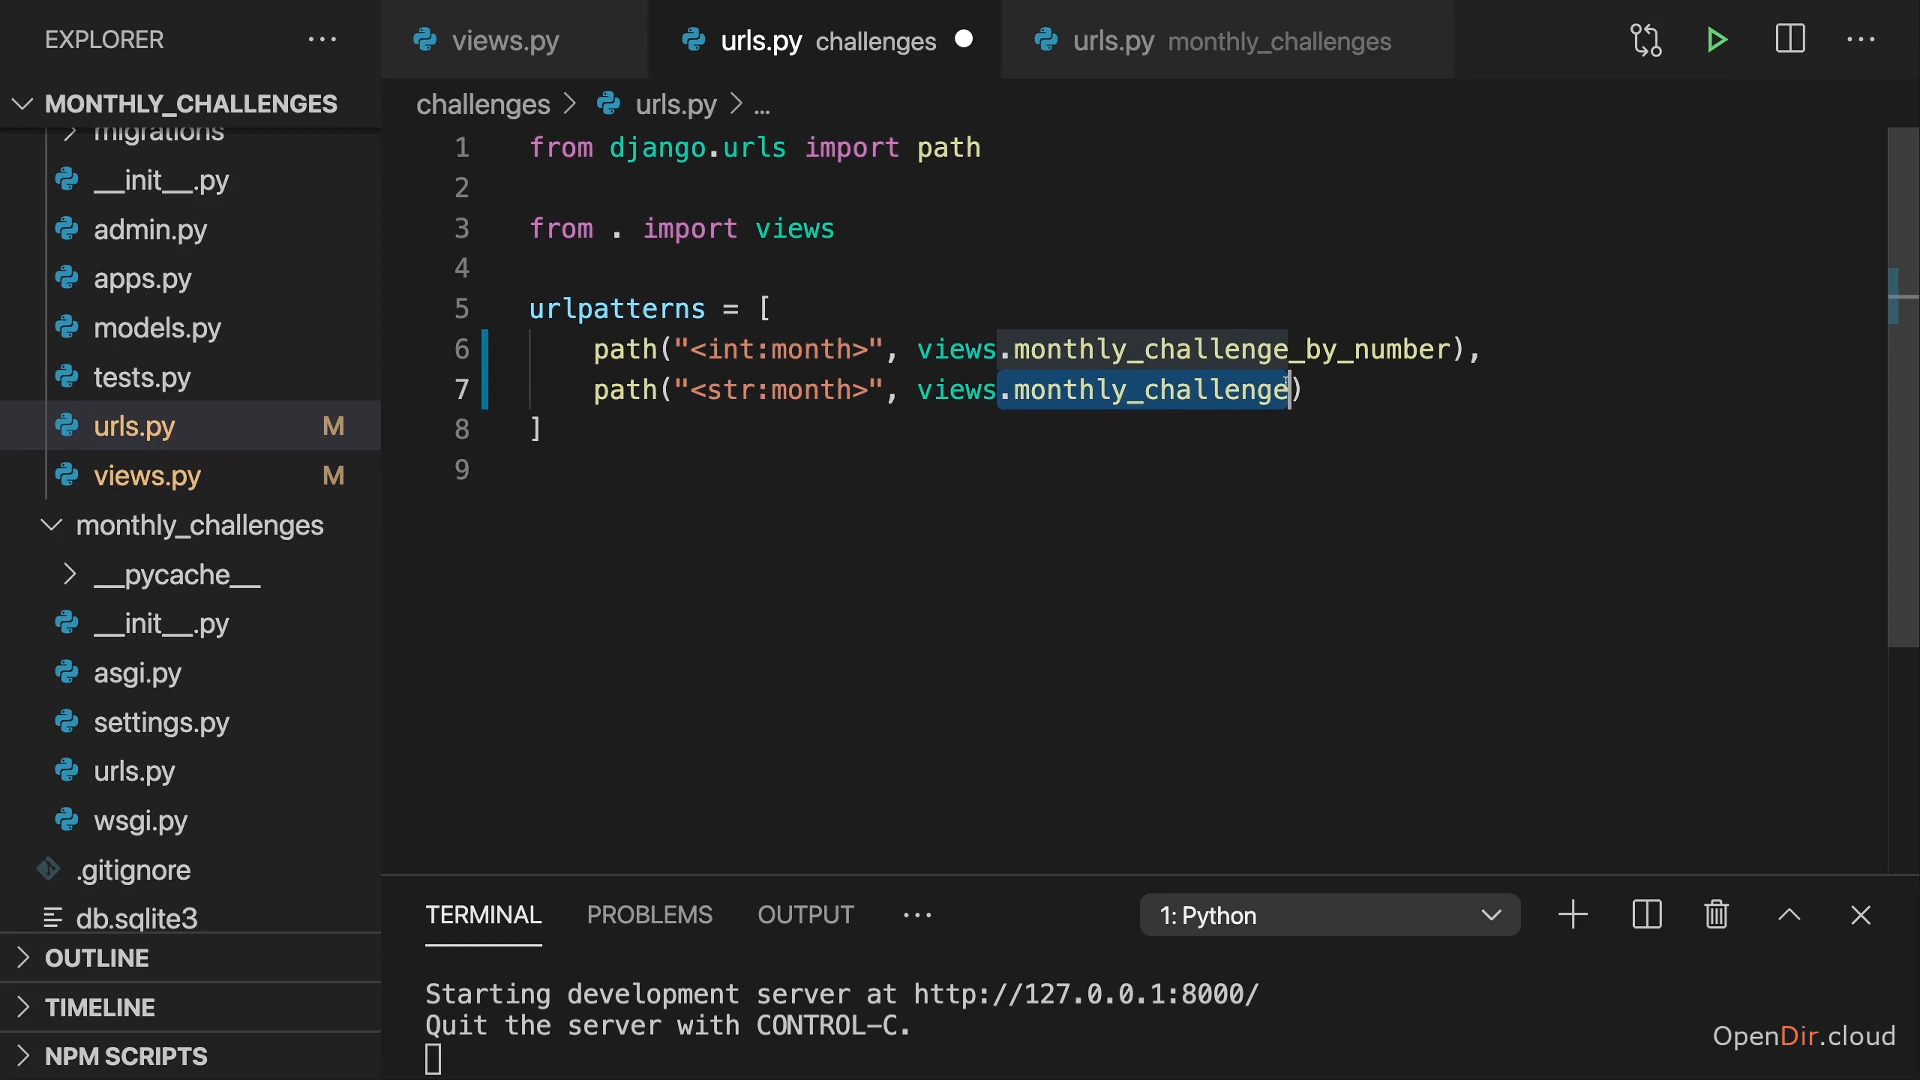 EXPLORER
MONTHLY_CHALLENGES
migrations
__init__.py
admin.py
apps.py
models.py
tests.py
urls.py M
views.py M
monthly_challenges
__pycache__
__init__.py
asgi.py
settings.py
urls.py
wsgi.py
.gitignore
db.sqlite3
OUTLINE
TIMELINE
NPM SCRIPTS
views.py
urls.py challenges
urls.py monthly_challenges
challenges > urls.py > ...
1 from django.urls import path
2
3 from . import views
4
5 urlpatterns = [
6     path("<int:month>", views.monthly_challenge_by_number),
7     path("<str:month>", views.monthly_challenge)
8 ]
9
TERMINAL PROBLEMS OUTPUT
1: Python
Starting development server at http://127.0.0.1:8000/
Quit the server with CONTROL-C.
OpenDir.cloud